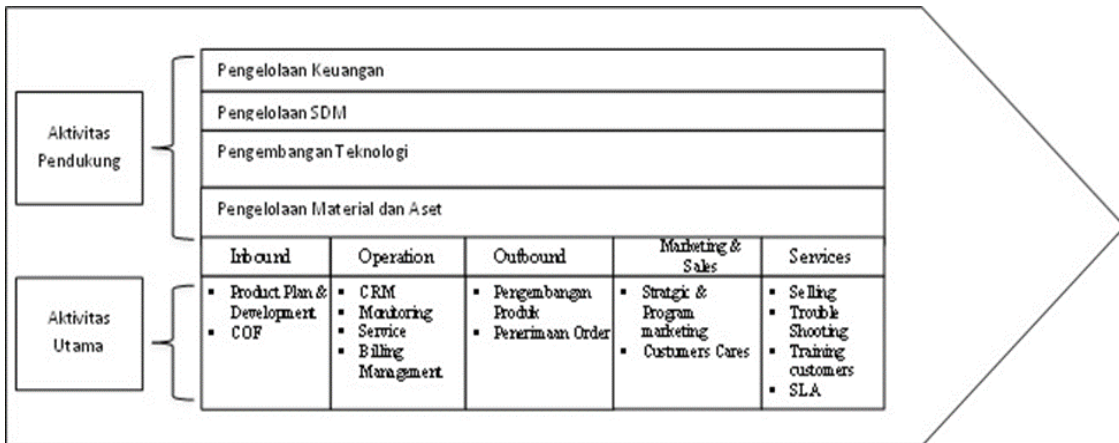 Aktivitas
Pendukung
Pengelolaan Keuangan
Pengelolaan SDM
Pengembangan Teknologi
Pengelolaan Material dan Aset
Inbound
Operation
Outbound
Marketing &
Sales
Services
Aktivitas
Utama
▪ Product Plan &
Development
▪ COF
▪ CRM
▪ Monitoring
▪ Service
▪ Billing
Management
▪ Pengembangan
Produk
▪ Penerimaan Order
▪ Stratgic &
Program
marketing
▪ Custumers Cares
▪ Selling
▪ Trouble
Shooting
▪ Training
customers
▪ SLA